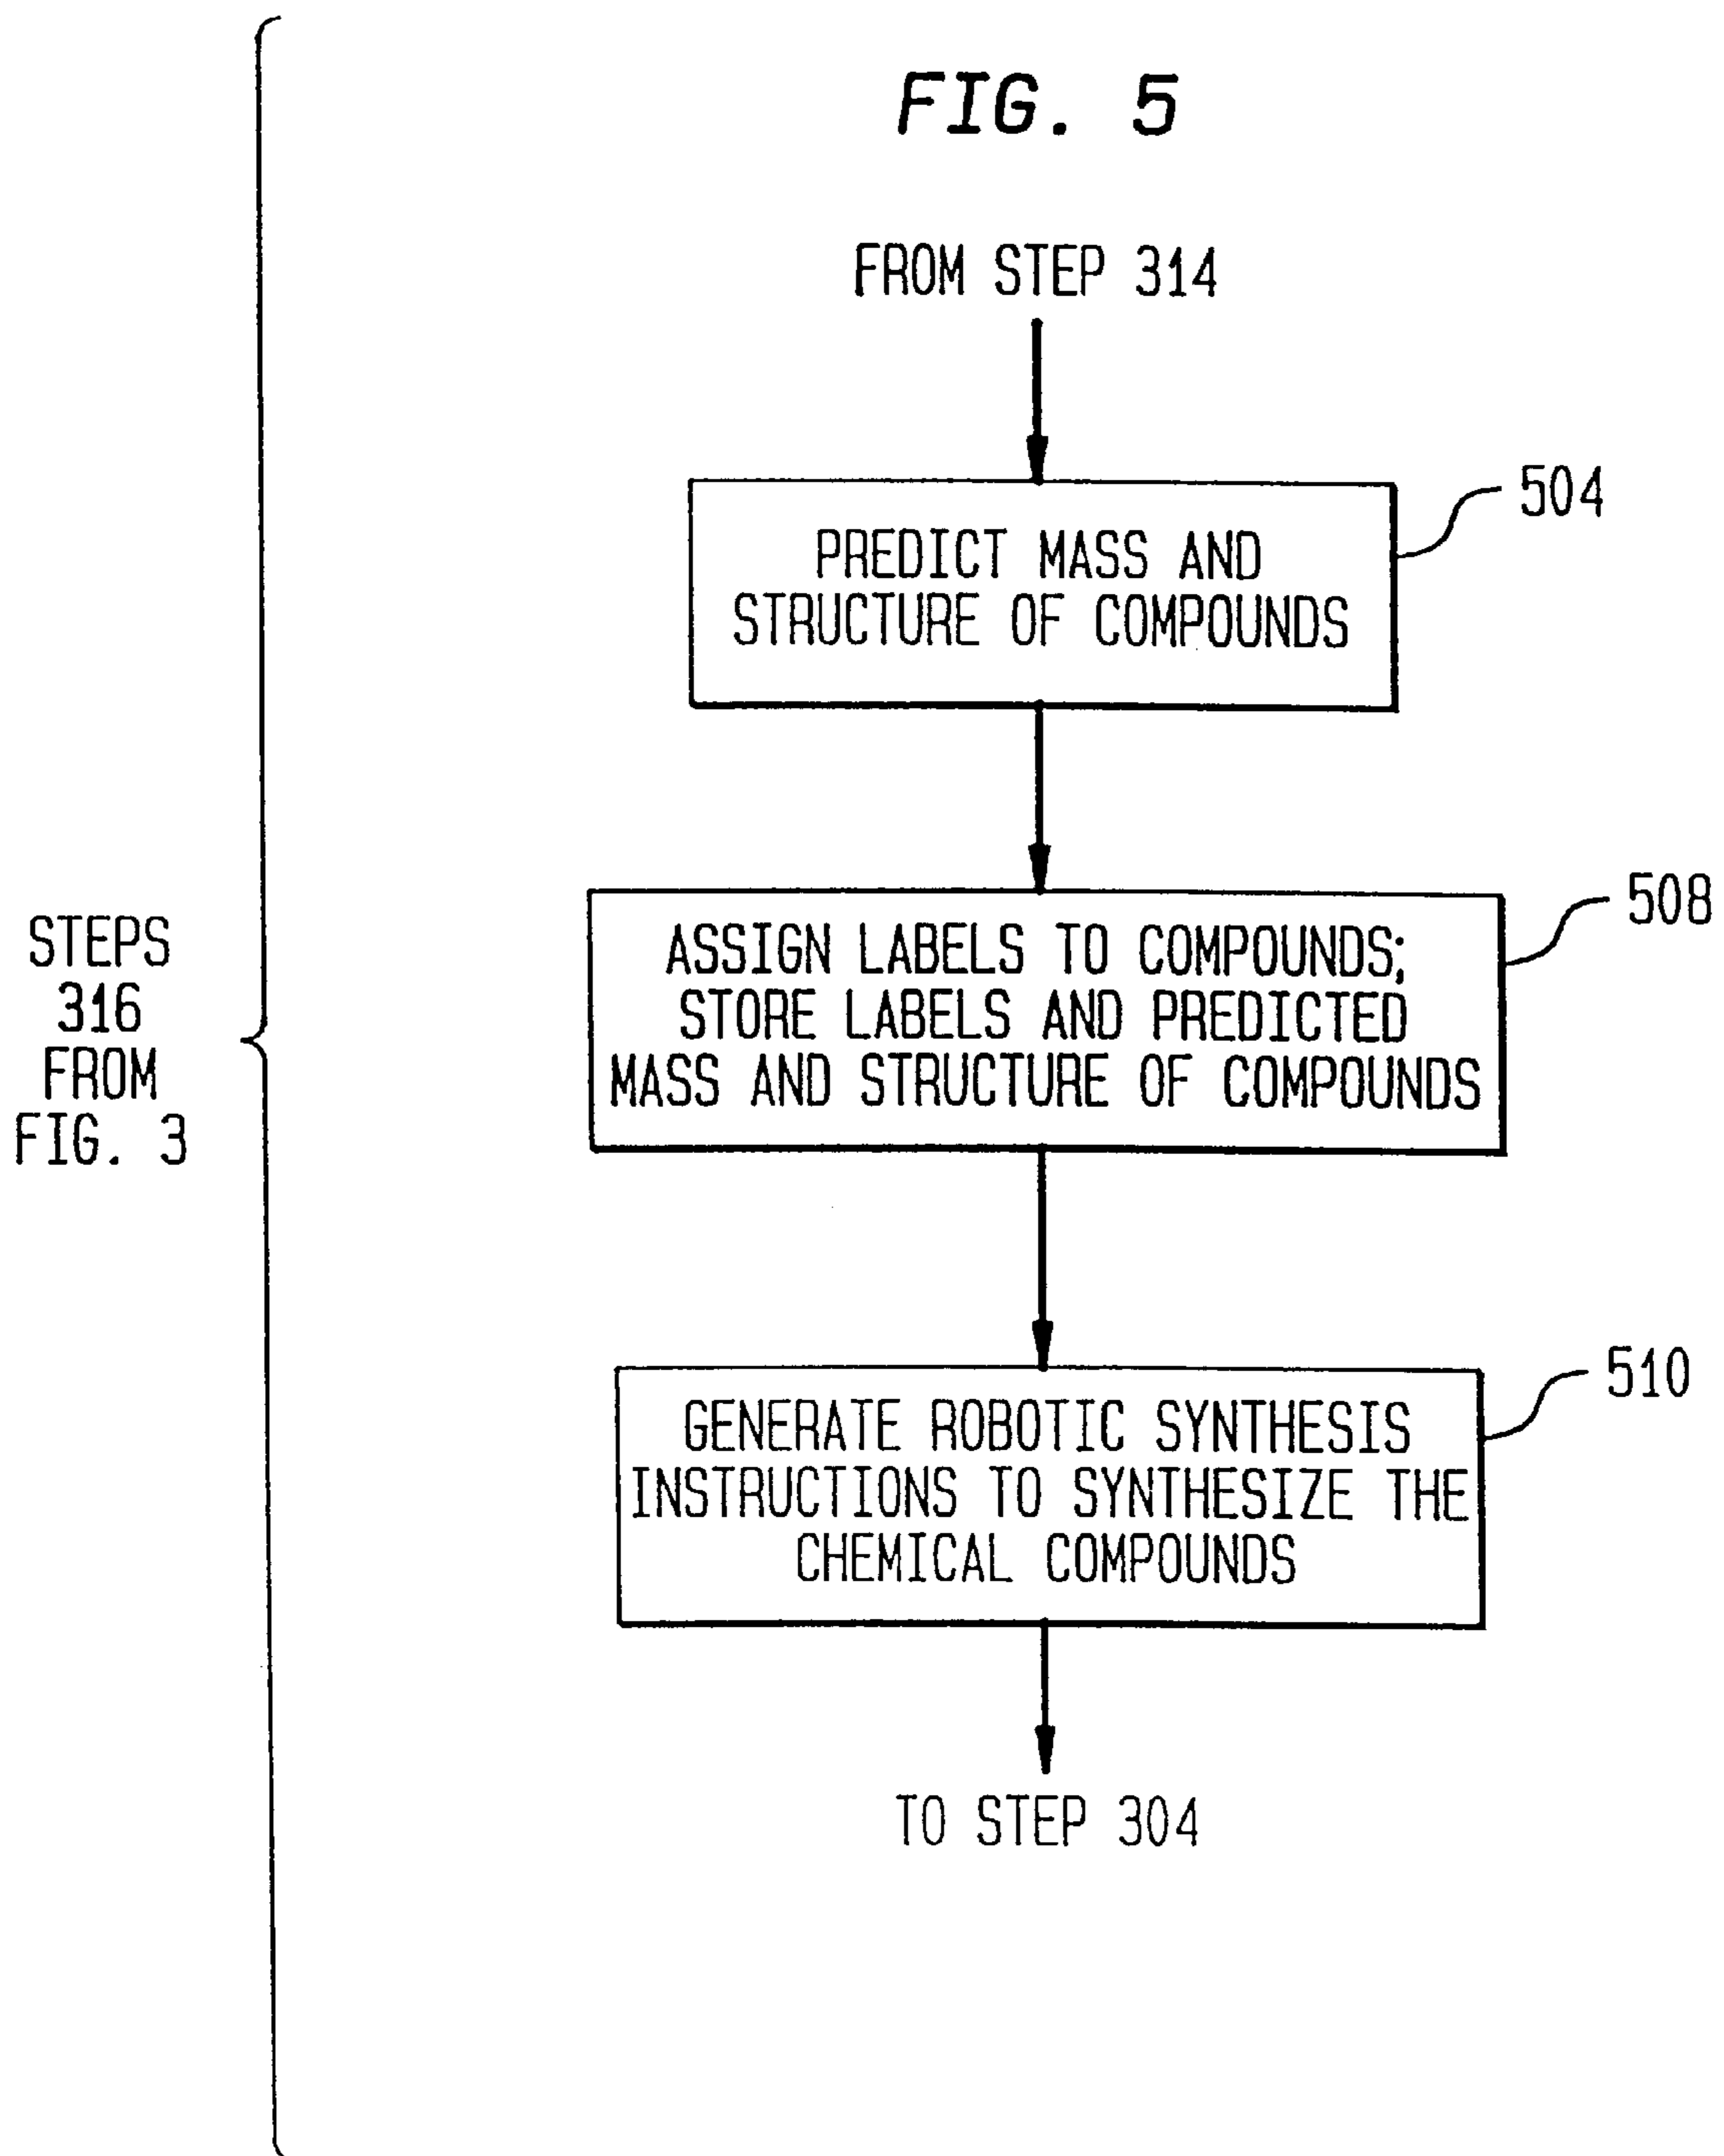 FIG. 5
FROM STEP 314
504
PREDICT MASS AND
STRUCTURE OF COMPOUNDS
508
ASSIGN LABELS TO COMPOUNDS;
STORE LABELS AND PREDICTED
MASS AND STRUCTURE OF COMPOUNDS
STEPS
316
FROM
FIG. 3
510
GENERATE ROBOTIC SYNTHESIS
INSTRUCTIONS TO SYNTHESIZE THE
CHEMICAL COMPOUNDS
TO STEP 304